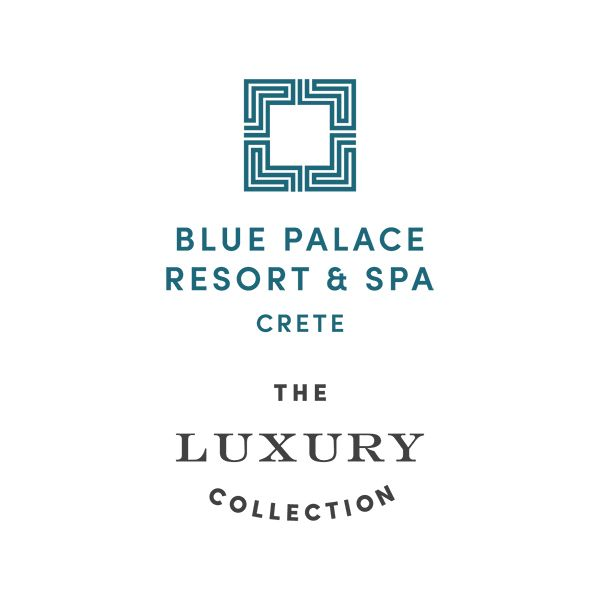 BLUE PALACE
RESORT & SPA
CRETE
THE
LUXURY
COLLECTION